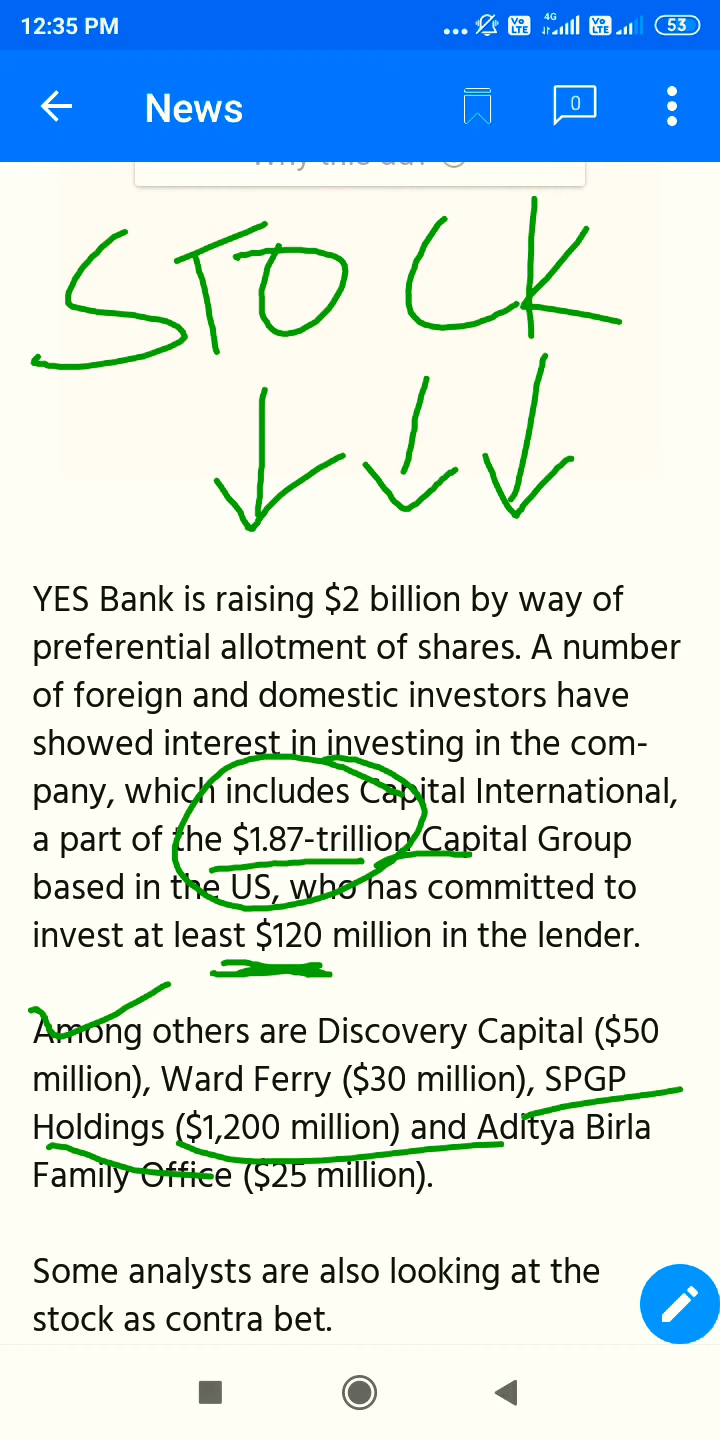 12:35 PM
4G
Vo LTE
Vo LTE
53
News
0
STOCK
YES Bank is raising $2 billion by way of
preferential allotment of shares. A number
of foreign and domestic investors have
showed interest in investing in the com-
pany, which includes Capital International,
a part of the $1.87-trillion Capital Group
based in the US, who has committed to
invest at least $120 million in the lender.
Among others are Discovery Capital ($50
million), Ward Ferry ($30 million), SPGP
Holdings ($1,200 million) and Aditya Birla
Family Office ($25 million).
Some analysts are also looking at the
stock as contra bet.